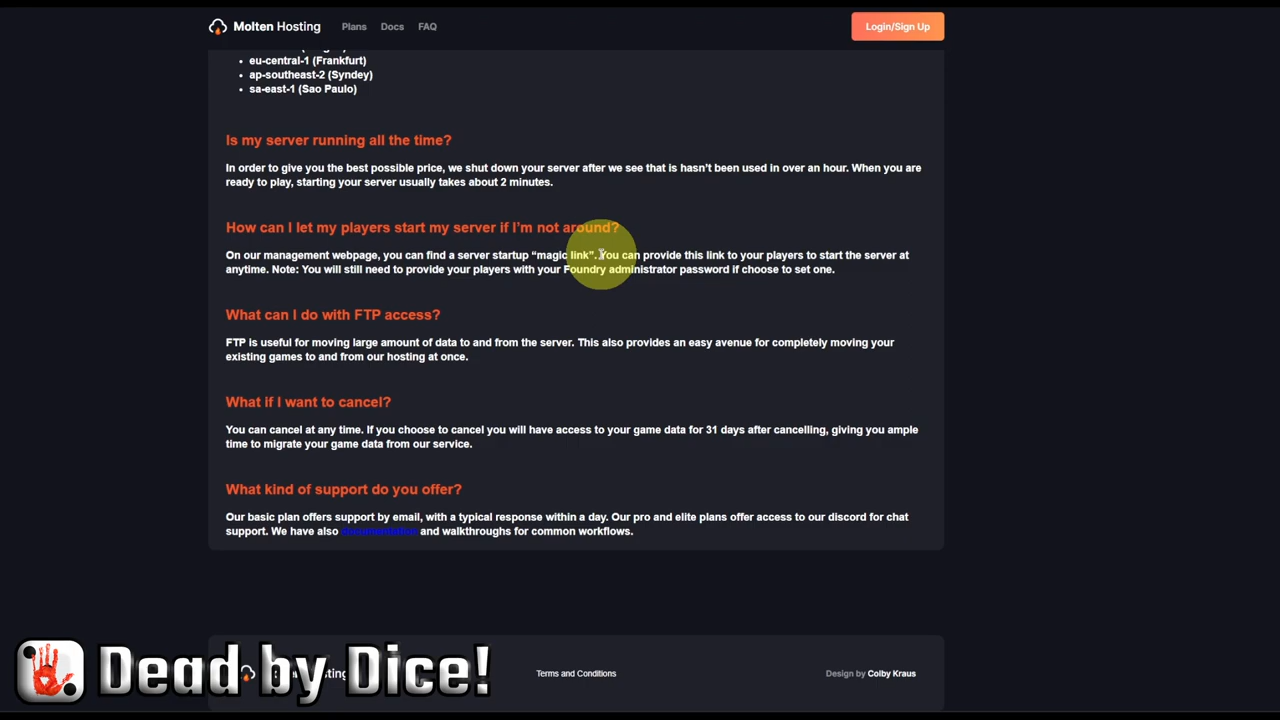 Molten Hosting
Plans
Docs
FAQ
Login/Sign Up
eu-central-1 (Frankfurt)
ap-southeast-2 (Syndey)
sa-east-1 (Sao Paulo)
Is my server running all the time?
In order to give you the best possible price, we shut down your server after we see that is hasn't been used in over an hour. When you are
ready to play, starting your server usually takes about 2 minutes.
How can I let my players start my server if I'm not around?
On our management webpage, you can find a server startup “magic link”. You can provide this link to your players to start the server at
anytime. Note: You will still need to provide your players with your Foundry administrator password if choose to set one.
What can I do with FTP access?
FTP is useful for moving large amount of data to and from the server. This also provides an easy avenue for completely moving your
existing games to and from our hosting at once.
What if I want to cancel?
You can cancel at any time. If you choose to cancel you will have access to your game data for 31 days after cancelling, giving you ample
time to migrate your game data from our service.
What kind of support do you offer?
Our basic plan offers support by email, with a typical response within a day. Our pro and elite plans offer access to our discord for chat
support. We have also documentation and walkthroughs for common workflows.
Dead by Dice!
Terms and Conditions
Design by Colby Kraus